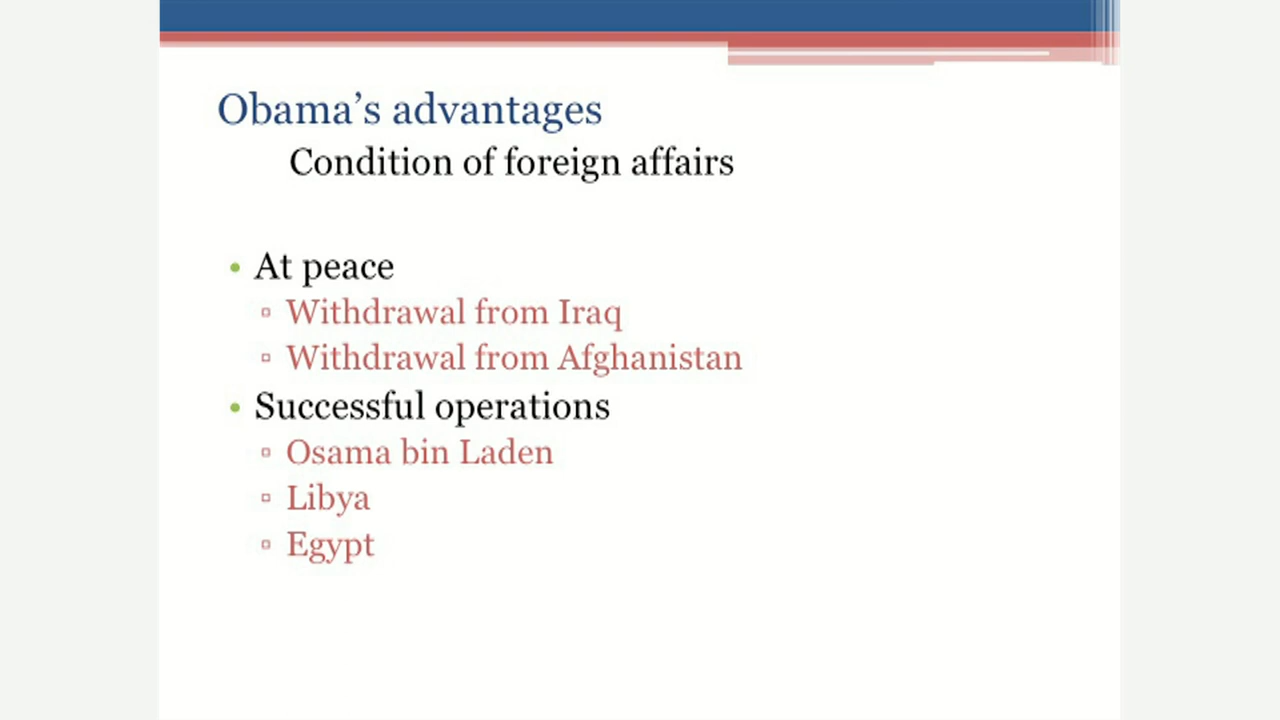 Obama’s advantages
Condition of foreign affairs
• At peace
▫ Withdrawal from Iraq
▫ Withdrawal from Afghanistan
• Successful operations
▫ Osama bin Laden
▫ Libya
▫ Egypt